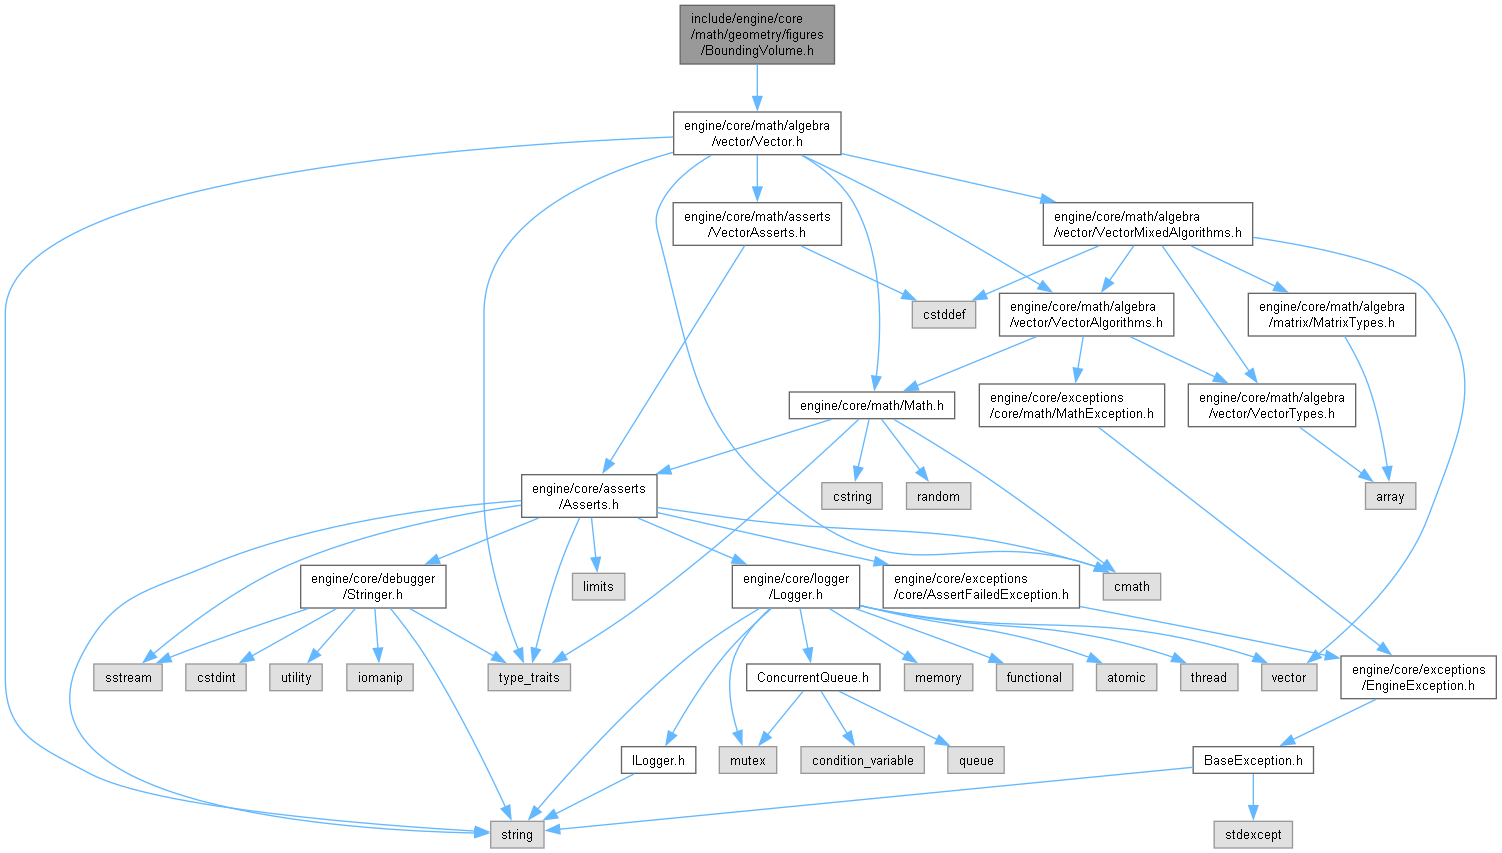 include/engine/core
/math/geometry/figures
/BoundingVolume.h
engine/core/math/algebra
/vector/Vector.h
engine/core/math/asserts
/VectorAsserts.h
engine/core/math/algebra
/vector/VectorMixedAlgorithms.h
cstddef
engine/core/math/algebra
/vector/VectorAlgorithms.h
engine/core/math/algebra
/matrix/MatrixTypes.h
engine/core/math/Math.h
engine/core/exceptions
/core/math/MathException.h
engine/core/math/algebra
/vector/VectorTypes.h
engine/core/asserts
/Asserts.h
cstring
random
array
engine/core/debugger
/Stringer.h
limits
engine/core/logger
/Logger.h
engine/core/exceptions
/core/AssertFailedException.h
cmath
sstream
cstdint
utility
iomanip
type_traits
ConcurrentQueue.h
memory
functional
atomic
thread
vector
engine/core/exceptions
/EngineException.h
ILogger.h
mutex
condition_variable
queue
BaseException.h
string
stdexcept